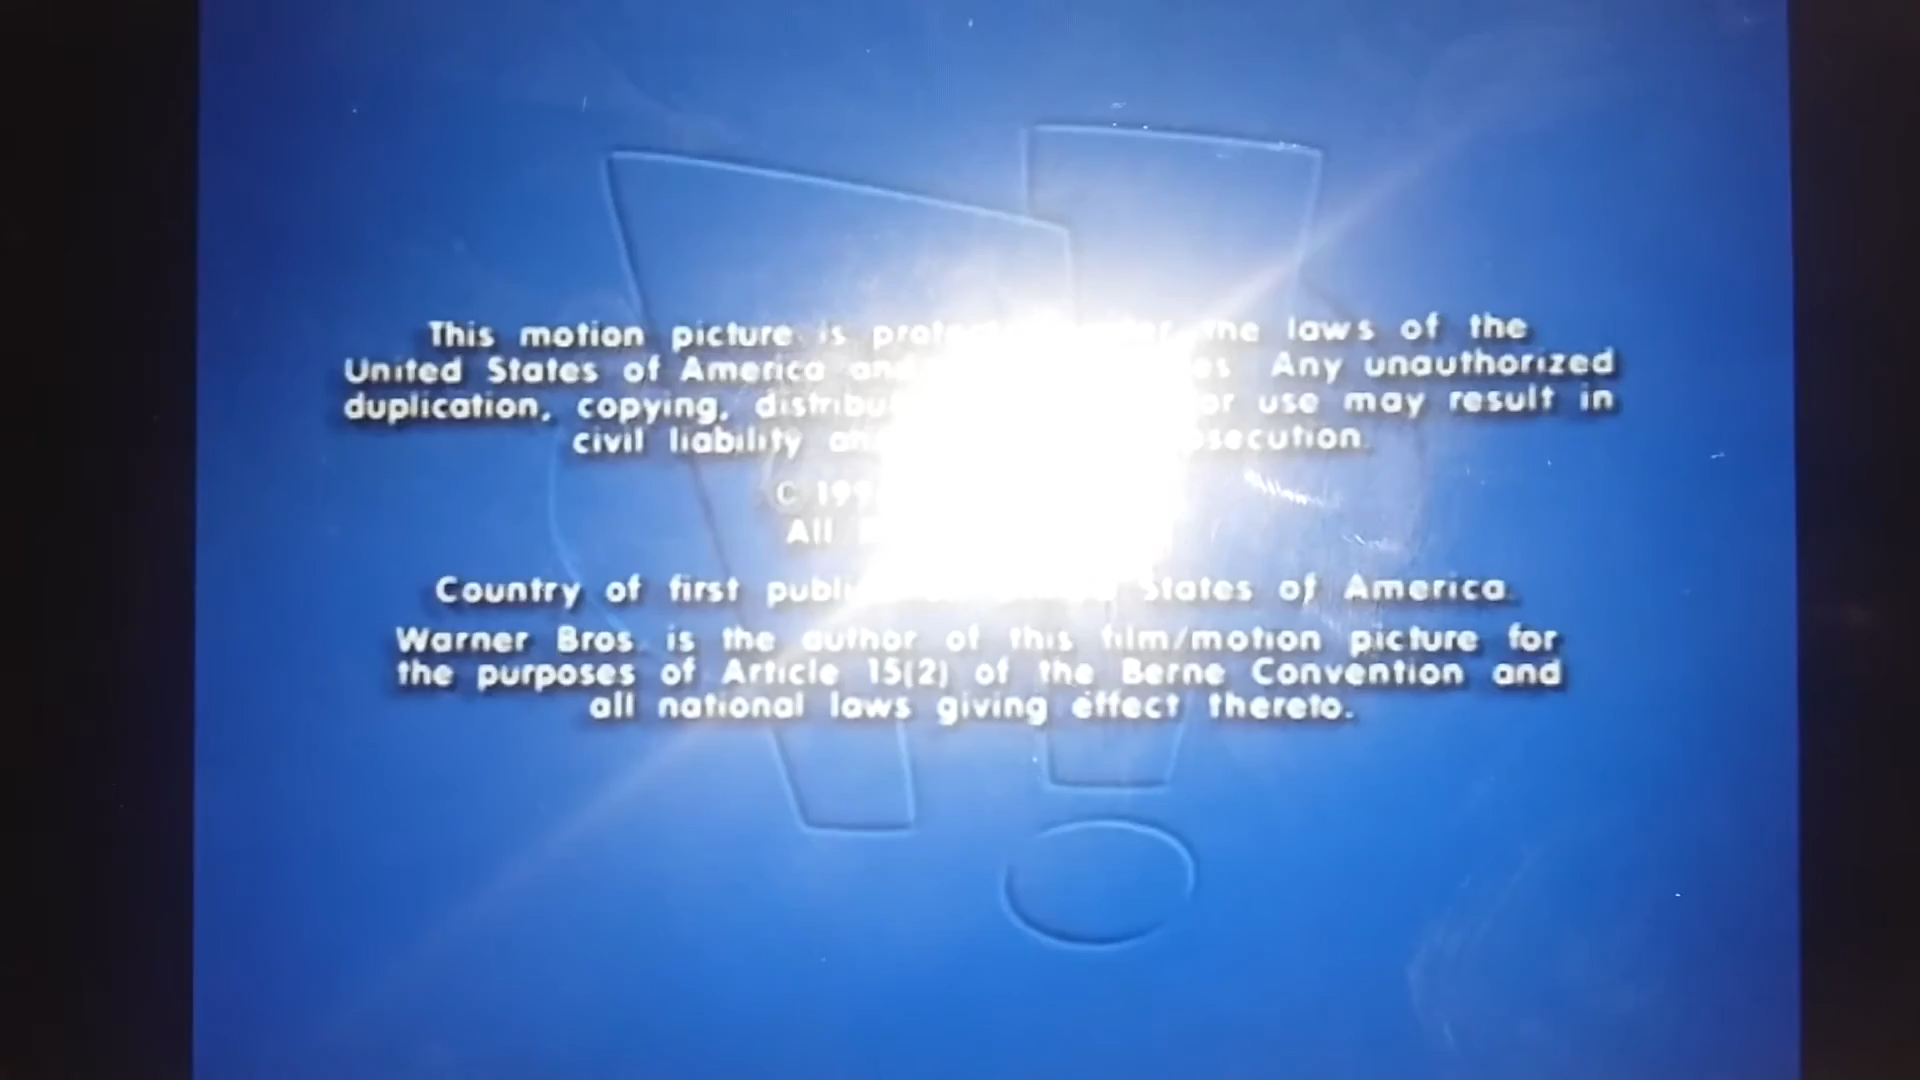 This motion picture is the laws of the
United States of America and Any unauthorized
duplication, copying, or use may result in
civil liability
©
All
Country of first States of America.
Warner Bros. is the author of this film/motion picture for
the purposes of Article 15(2) of the Berne Convention and
all national laws giving effect thereto.